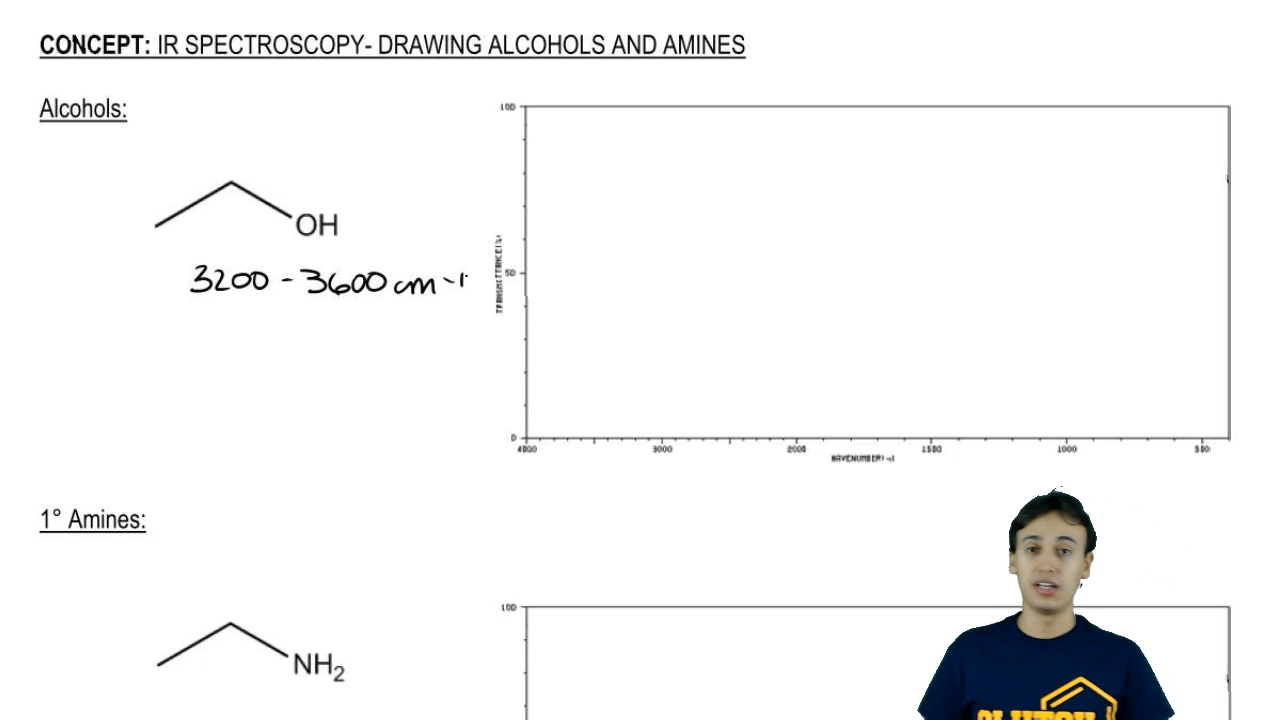 CONCEPT: IR SPECTROSCOPY- DRAWING ALCOHOLS AND AMINES
Alcohols:
OH
3200 - 3600 cm -1
100
50
0
TRANSMITTANCE(%)
4000 3000 2000 1500 1000 500
WAVENUMBER(-1)
1° Amines:
NH2
100
CLUTCH